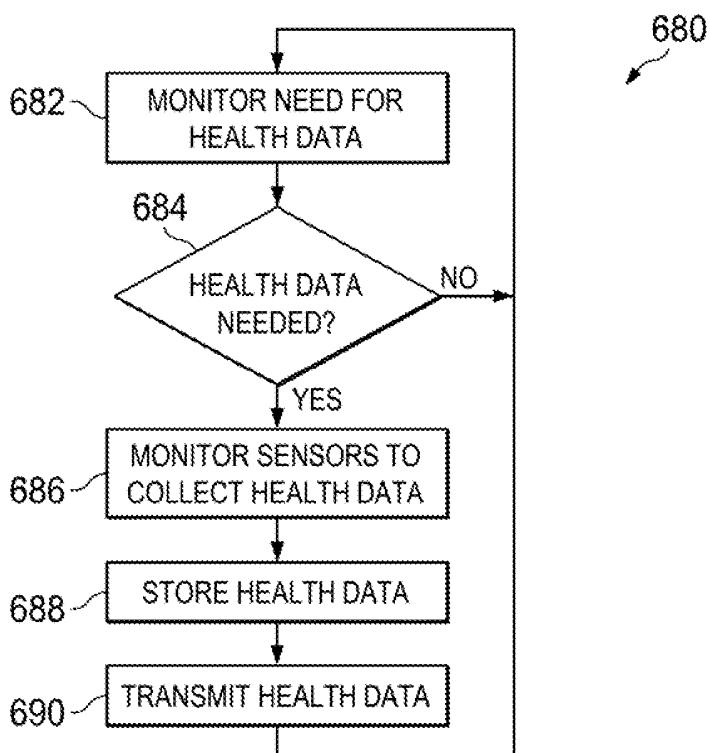 680
682
MONITOR NEED FOR
HEALTH DATA
684
HEALTH DATA
NEEDED?
NO
YES
686
MONITOR SENSORS TO
COLLECT HEALTH DATA
688
STORE HEALTH DATA
690
TRANSMIT HEALTH DATA